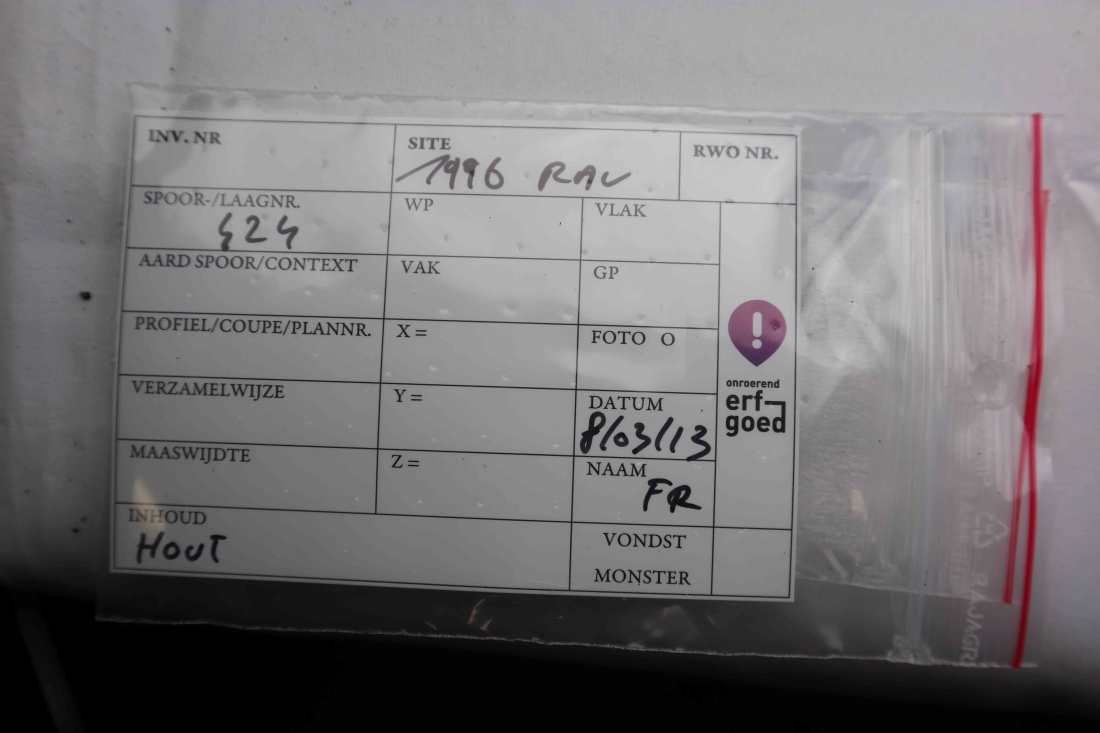 INV. NR
SITE
1996 RAV
RWO NR.
SPOOR-/LAAGNR.
424
WP
VLAK
AARD SPOOR/CONTEXT
VAK
GP
PROFIEL/COUPE/PLANNR.
X =
FOTO O
VERZAMELWIJZE
Y =
DATUM
8/03/13
MAASWIJDTE
Z =
NAAM
FR
INHOUD
HOUT
VONDST
MONSTER
onroerend
erf
goed